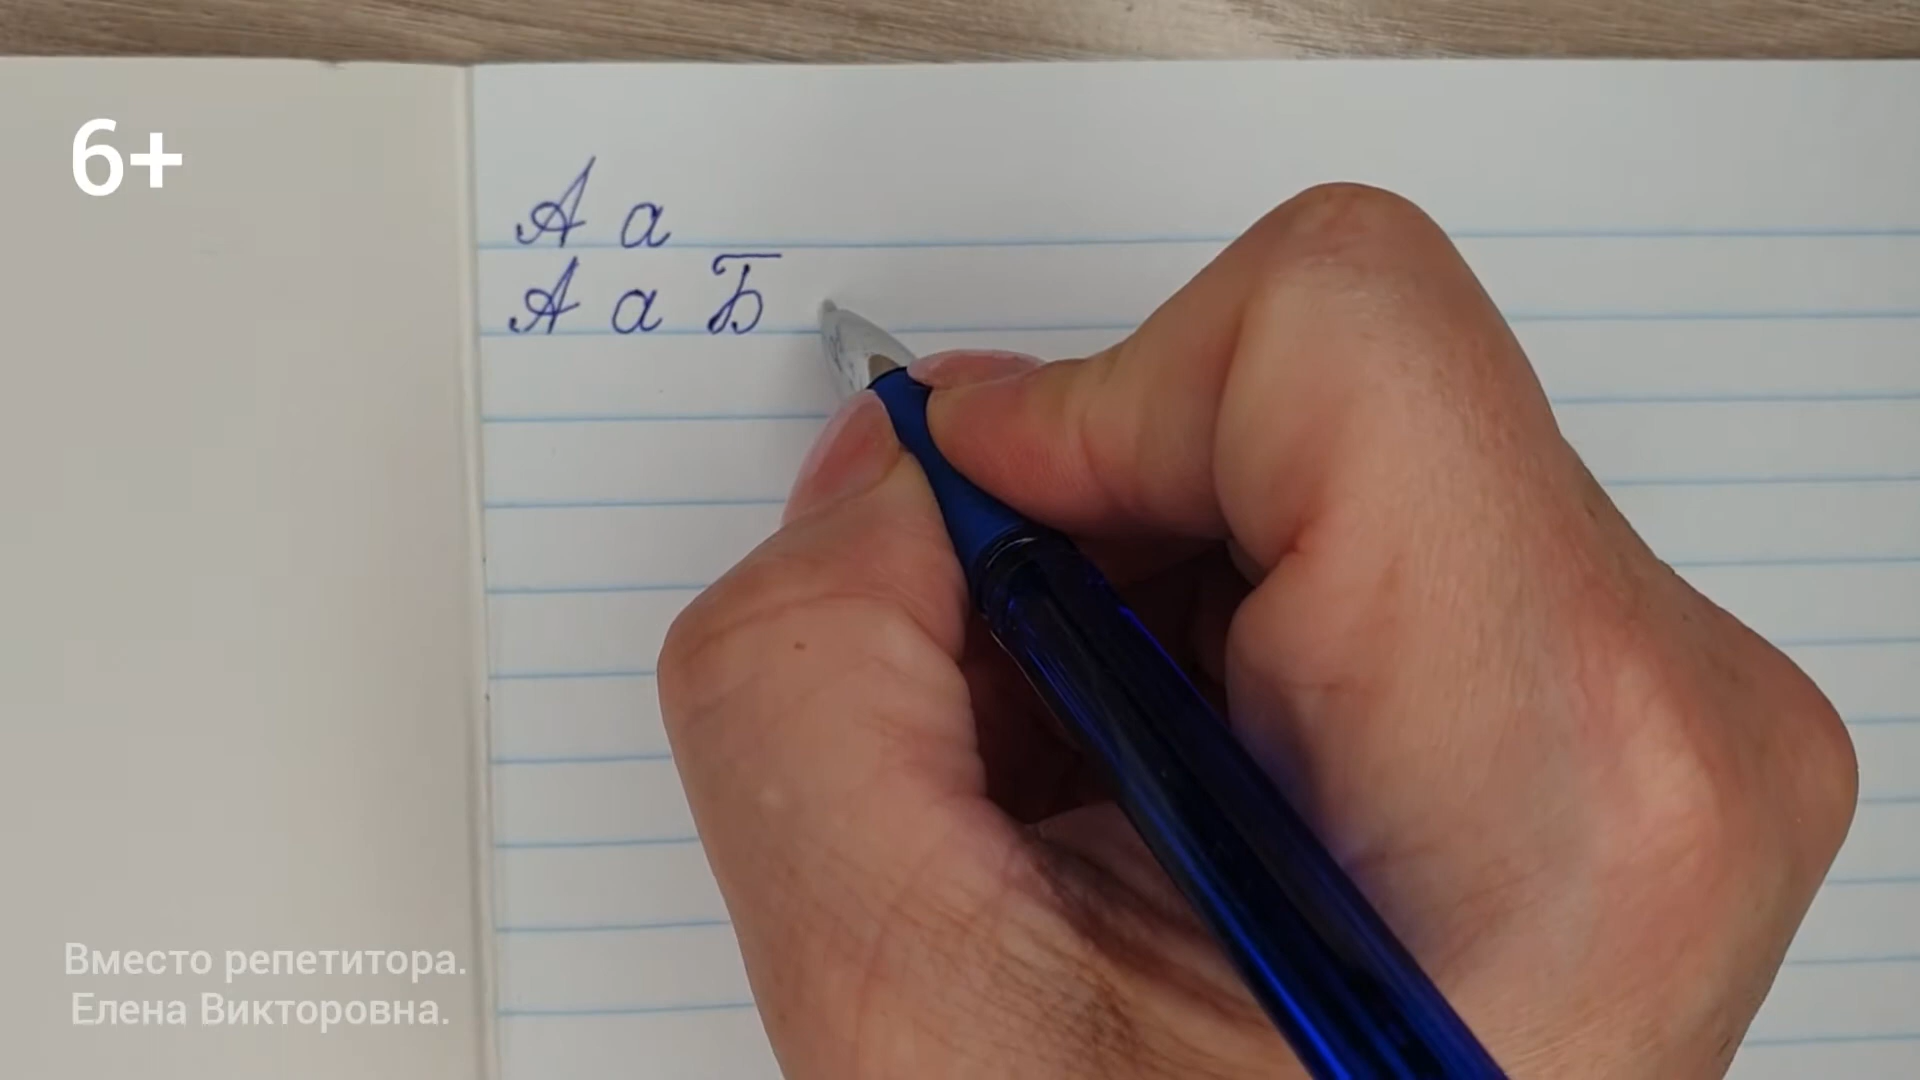 6+
А а
А а Б
Вместо репетитора.
Елена Викторовна.